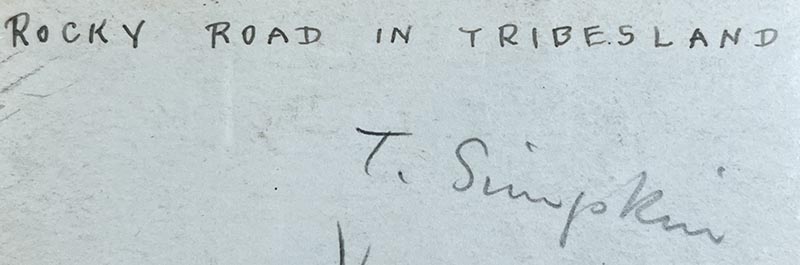 ROCKY ROAD IN TRIBESLAND
T. Simpkin